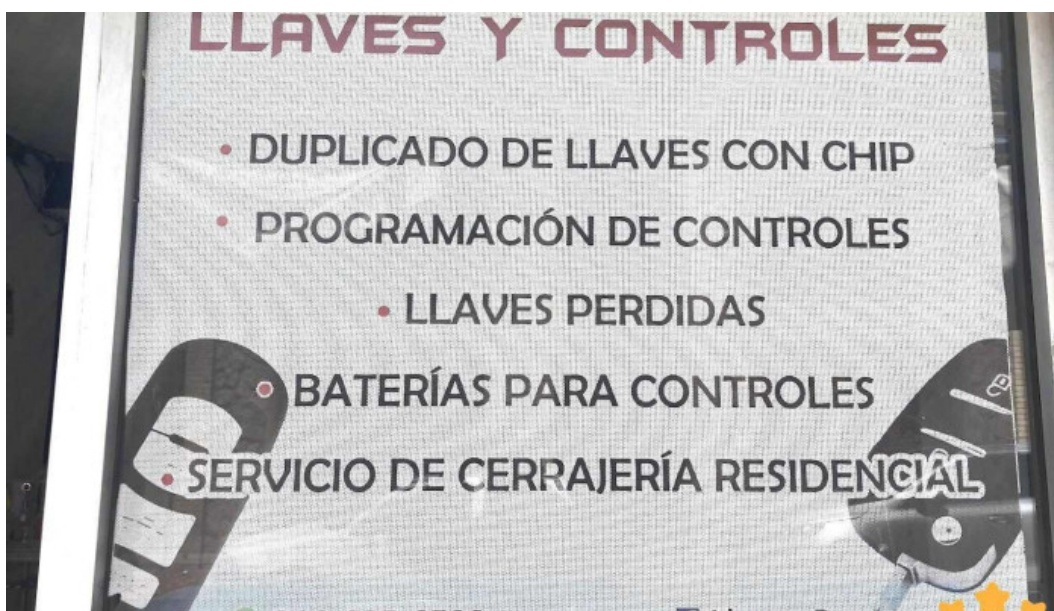 LLAVES Y CONTROLES
• DUPLICADO DE LLAVES CON CHIP
• PROGRAMACIÓN DE CONTROLES
• LLAVES PERDIDAS
• BATERÍAS PARA CONTROLES
• SERVICIO DE CERRAJERÍA RESIDENCIAL